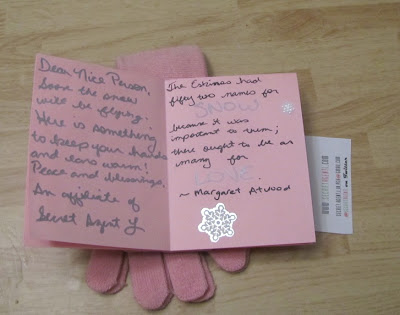 Dear Nice Person,
Soon the snow
will be flying.
Here is something
to keep your hands
and ears warm!
Peace and blessings.
An affiliate of
Secret Agent L
The Eskimos had
fifty two names for
SNOW
because it was
important to them;
there ought to be as
many for
LOVE.
~ Margaret Atwood